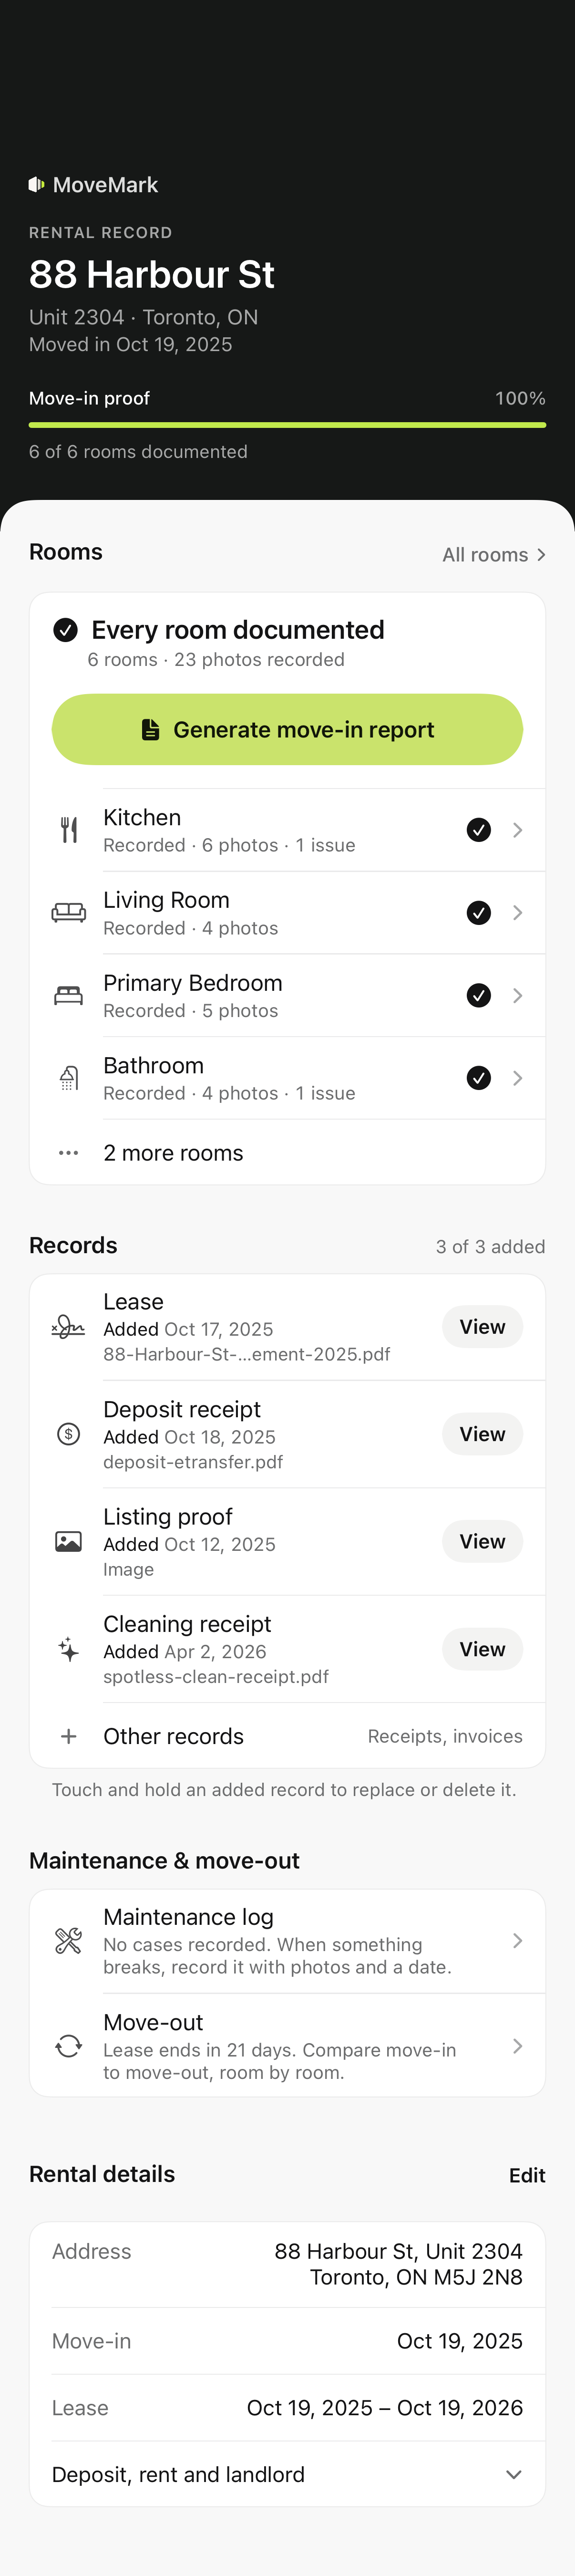 MoveMark
RENTAL RECORD
88 Harbour St
Unit 2304 · Toronto, ON
Moved in Oct 19, 2025
Move-in proof 100%
6 of 6 rooms documented
Rooms All rooms
Every room documented
6 rooms · 23 photos recorded
Generate move-in report
Kitchen
Recorded · 6 photos · 1 issue
Living Room
Recorded · 4 photos
Primary Bedroom
Recorded · 5 photos
Bathroom
Recorded · 4 photos · 1 issue
2 more rooms
Records 3 of 3 added
Lease
Added Oct 17, 2025
88-Harbour-St-...ement-2025.pdf
View
Deposit receipt
Added Oct 18, 2025
deposit-etransfer.pdf
View
Listing proof
Added Oct 12, 2025
Image
View
Cleaning receipt
Added Apr 2, 2026
spotless-clean-receipt.pdf
View
Other records Receipts, invoices
Touch and hold an added record to replace or delete it.
Maintenance & move-out
Maintenance log
No cases recorded. When something
breaks, record it with photos and a date.
Move-out
Lease ends in 21 days. Compare move-in
to move-out, room by room.
Rental details Edit
Address 88 Harbour St, Unit 2304
Toronto, ON M5J 2N8
Move-in Oct 19, 2025
Lease Oct 19, 2025 – Oct 19, 2026
Deposit, rent and landlord